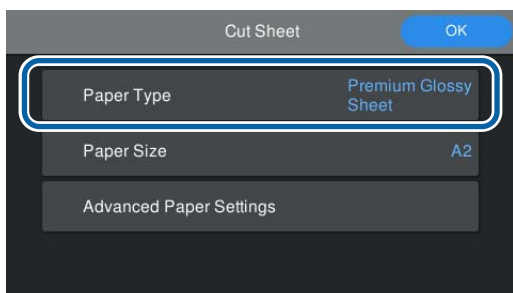 Cut Sheet
OK
Paper Type
Premium Glossy
Sheet
Paper Size
A2
Advanced Paper Settings